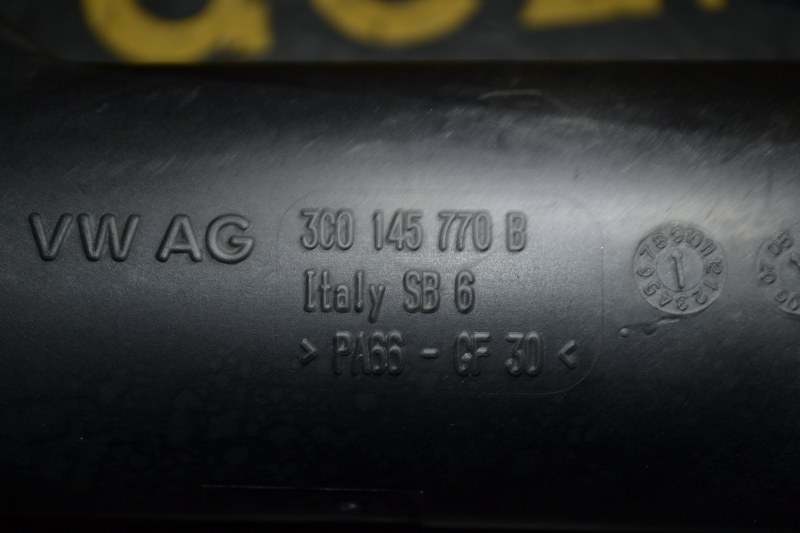 VW AG
3C0 145 770 B
Italy SB 6
> PA66 - GF 30 <